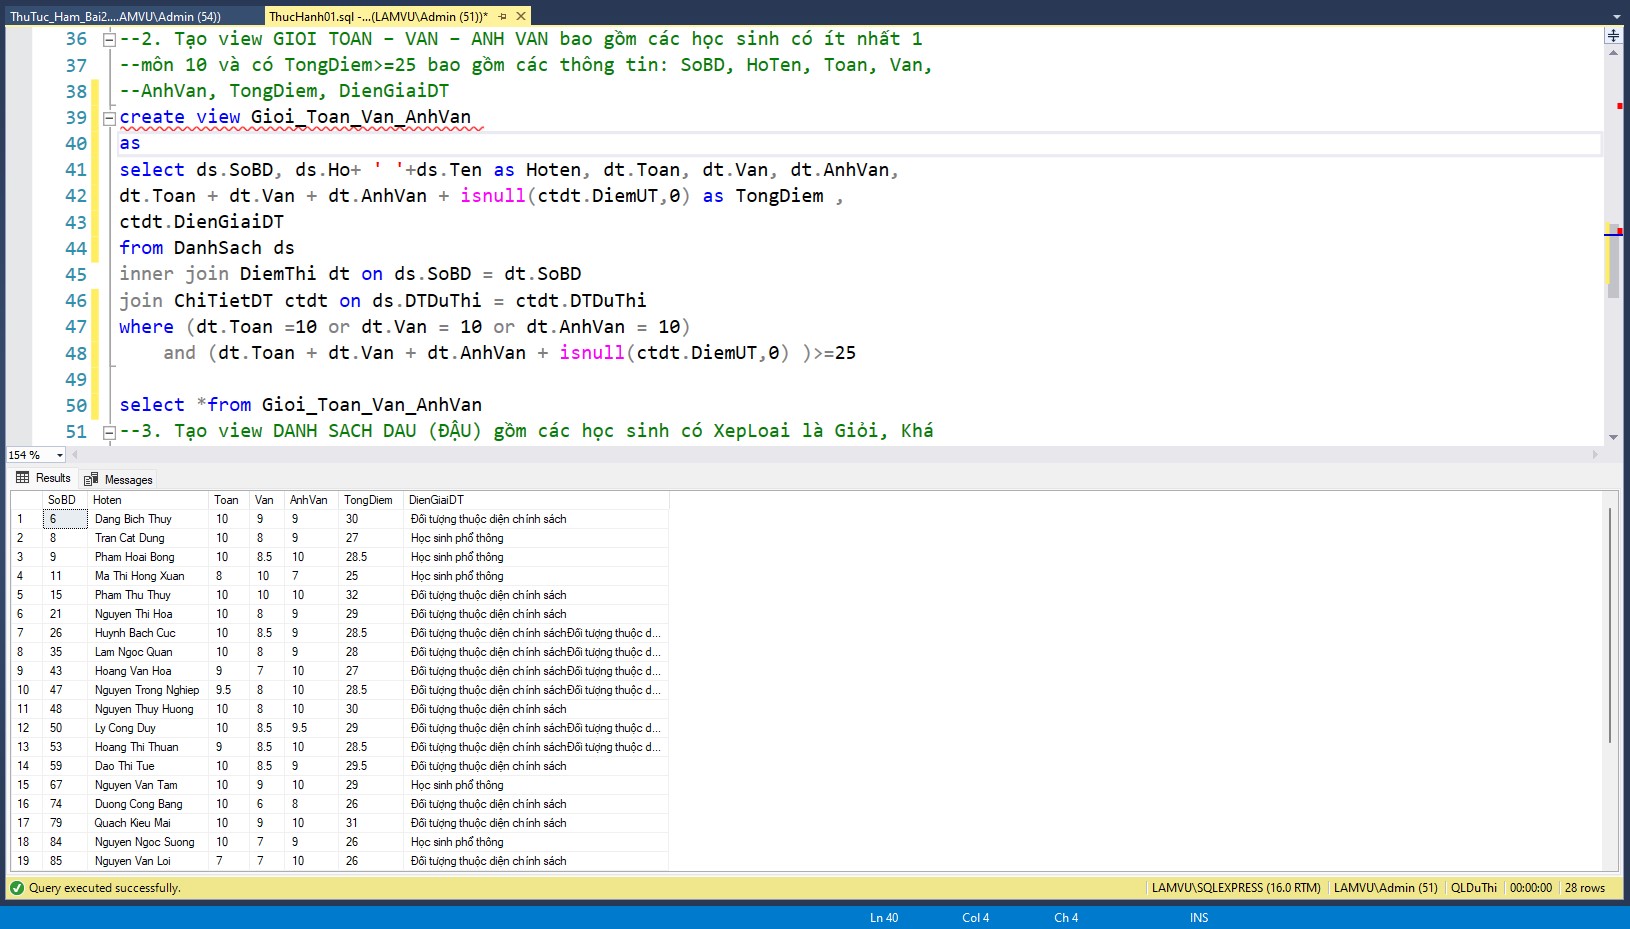 ThuTuc_Ham_Bai2....AMVU\Admin (54)) ThucHanh01.sql -...(LAMVU\Admin (51))*
36 --2. Tạo view GIOI TOAN – VAN – ANH VAN bao gồm các học sinh có ít nhất 1
37 --môn 10 và có TongDiem>=25 bao gồm các thông tin: SoBD, HoTen, Toan, Van,
38 --AnhVan, TongDiem, DienGiaiDT
39 create view Gioi_Toan_Van_AnhVan
40 as
41 select ds.SoBD, ds.Ho+ ' '+ds.Ten as Hoten, dt.Toan, dt.Van, dt.AnhVan,
42 dt.Toan + dt.Van + dt.AnhVan + isnull(ctdt.DiemUT,0) as TongDiem ,
43 ctdt.DienGiaiDT
44 from DanhSach ds
45 inner join DiemThi dt on ds.SoBD = dt.SoBD
46 join ChiTietDT ctdt on ds.DTDuThi = ctdt.DTDuThi
47 where (dt.Toan =10 or dt.Van = 10 or dt.AnhVan = 10)
48 and (dt.Toan + dt.Van + dt.AnhVan + isnull(ctdt.DiemUT,0) )>=25
49
50 select *from Gioi_Toan_Van_AnhVan
51 --3. Tạo view DANH SACH DAU (ĐẬU) gồm các học sinh có XepLoai là Giỏi, Khá
154 %
Results Messages
SoBD Hoten Toan Van AnhVan TongDiem DienGiaiDT
1 6 Dang Bich Thuy 10 9 9 30 Đối tượng thuộc diện chính sách
2 8 Tran Cat Dung 10 8 9 27 Học sinh phổ thông
3 9 Pham Hoai Bong 10 8.5 10 28.5 Học sinh phổ thông
4 11 Ma Thi Hong Xuan 8 10 7 25 Học sinh phổ thông
5 15 Pham Thu Thuy 10 10 10 32 Đối tượng thuộc diện chính sách
6 21 Nguyen Thi Hoa 10 8 9 29 Đối tượng thuộc diện chính sách
7 26 Huynh Bach Cuc 10 8.5 9 28.5 Đối tượng thuộc diện chính sáchĐối tượng thuộc d...
8 35 Lam Ngoc Quan 10 8 9 28 Đối tượng thuộc diện chính sáchĐối tượng thuộc d...
9 43 Hoang Van Hoa 9 7 10 27 Đối tượng thuộc diện chính sáchĐối tượng thuộc d...
10 47 Nguyen Trong Nghiep 9.5 8 10 28.5 Đối tượng thuộc diện chính sáchĐối tượng thuộc d...
11 48 Nguyen Thuy Huong 10 8 10 30 Đối tượng thuộc diện chính sách
12 50 Ly Cong Duy 10 8.5 9.5 29 Đối tượng thuộc diện chính sáchĐối tượng thuộc d...
13 53 Hoang Thi Thuan 9 8.5 10 28.5 Đối tượng thuộc diện chính sáchĐối tượng thuộc d...
14 59 Dao Thi Tue 10 8.5 9 29.5 Đối tượng thuộc diện chính sách
15 67 Nguyen Van Tam 10 9 10 29 Học sinh phổ thông
16 74 Duong Cong Bang 10 6 8 26 Đối tượng thuộc diện chính sách
17 79 Quach Kieu Mai 10 9 10 31 Đối tượng thuộc diện chính sách
18 84 Nguyen Ngoc Suong 10 7 9 26 Học sinh phổ thông
19 85 Nguyen Van Loi 7 7 10 26 Đối tượng thuộc diện chính sách
Query executed successfully. LAMVU\SQLEXPRESS (16.0 RTM) LAMVU\Admin (51) QLDuThi 00:00:00 28 rows
Ln 40 Col 4 Ch 4 INS